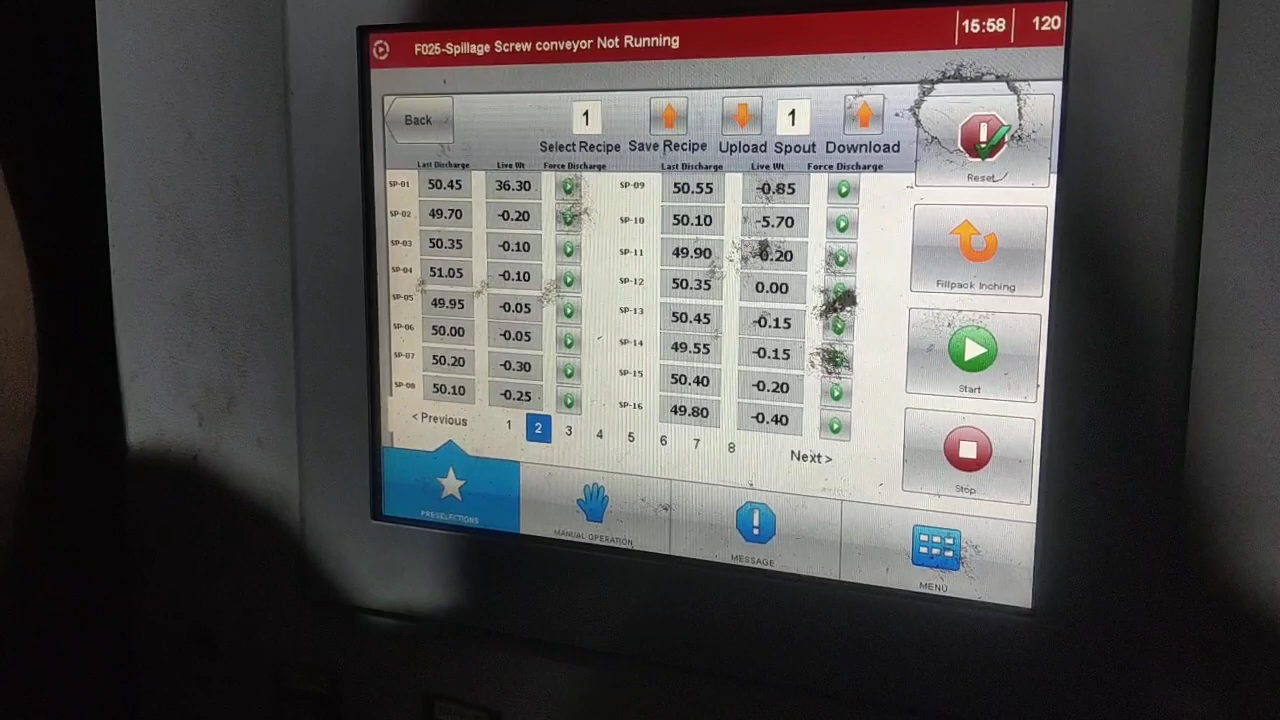 F025-Spillage Screw conveyor Not Running 15:58 120
Back 1 1
Select Recipe Save Recipe Upload Spout Download
Last Discharge Live Wt Force Discharge Last Discharge Live Wt Force Discharge
SP-01 50.45 36.30 SP-09 50.55 -0.85
SP-02 49.70 -0.20 SP-10 50.10 -5.70
SP-03 50.35 -0.10 SP-11 49.90 -0.20
SP-04 51.05 -0.10 SP-12 50.35 0.00
SP-05 49.95 -0.05 SP-13 50.45 -0.15
SP-06 50.00 -0.05 SP-14 49.55 -0.15
SP-07 50.20 -0.30 SP-15 50.40 -0.20
SP-08 50.10 -0.25 SP-16 49.80 -0.40
< Previous 1 2 3 4 5 6 7 8 Next >
Reset
Fillpack Inching
Start
Stop
PRESELECTIONS MANUAL OPERATION MESSAGE MENU